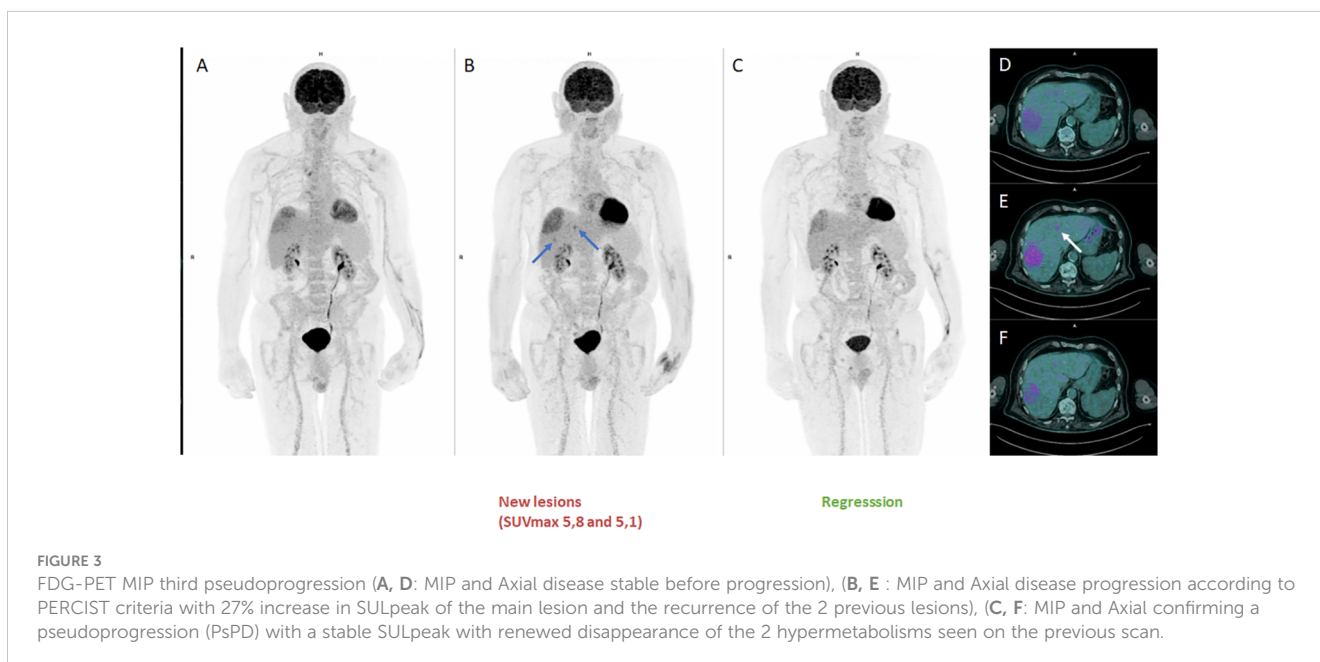 H
H
H
A
A
B
C
D
R
R
R
A
E
A
F
New lesions
(SUVmax 5,8 and 5,1)
Regresssion
FIGURE 3
FDG-PET MIP third pseudoprogression (A, D: MIP and Axial disease stable before progression), (B, E : MIP and Axial disease progression according to
PERCIST criteria with 27% increase in SULpeak of the main lesion and the recurrence of the 2 previous lesions), (C, F: MIP and Axial confirming a
pseudoprogression (PsPD) with a stable SULpeak with renewed disappearance of the 2 hypermetabolisms seen on the previous scan.